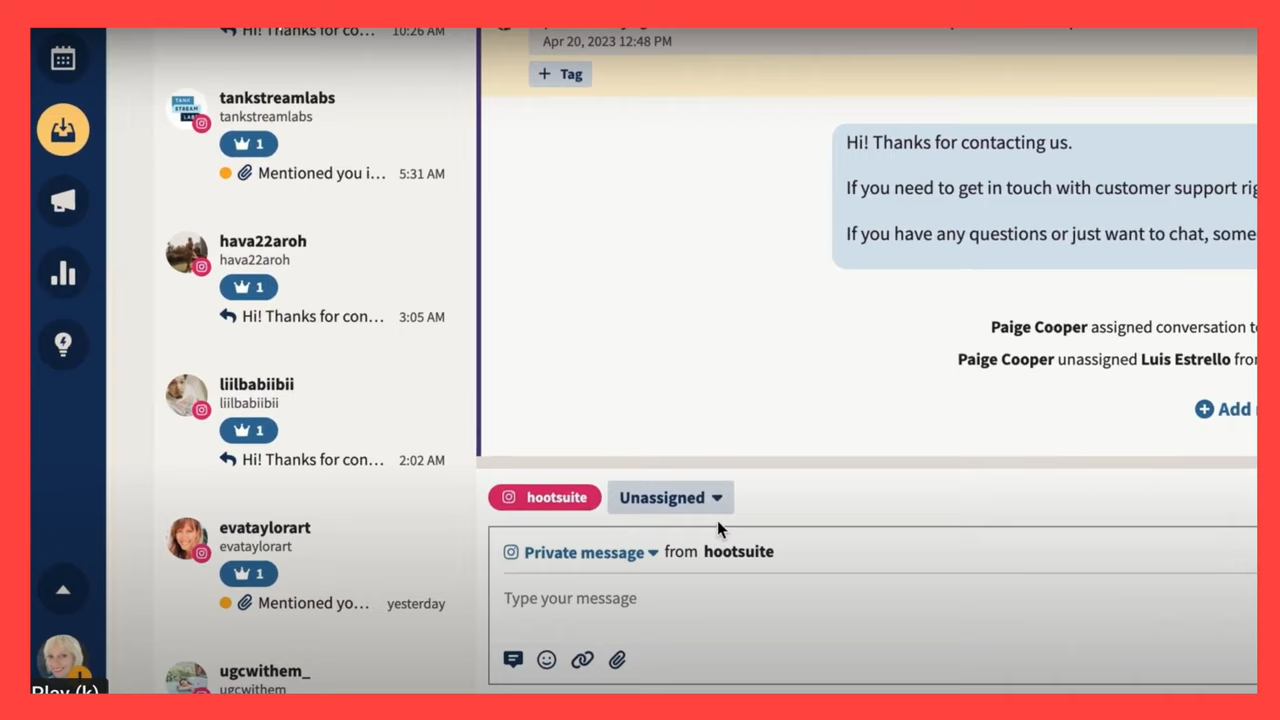 Hi! Thanks for co... 10:26 AM
tankstreamlabs
tankstreamlabs
1
Mentioned you i... 5:31 AM
hava22aroh
hava22aroh
1
Hi! Thanks for con... 3:05 AM
liilbabiibii
liilbabiibii
1
Hi! Thanks for con... 2:02 AM
evataylorart
evataylorart
1
Mentioned yo... yesterday
ugcwithem_
ugcwithem
Play (k)
Apr 20, 2023 12:48 PM
+ Tag
Hi! Thanks for contacting us.
If you need to get in touch with customer support rig
If you have any questions or just want to chat, some
Paige Cooper assigned conversation to
Paige Cooper unassigned Luis Estrello fro
Add
hootsuite Unassigned
Private message from hootsuite
Type your message